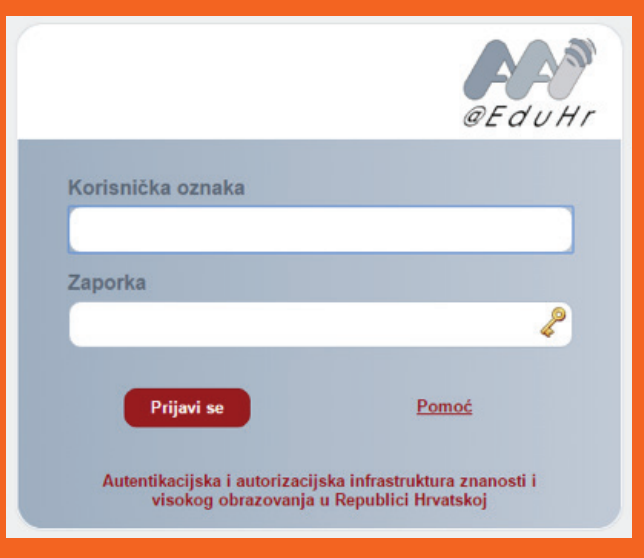 AAI
@EduHr
Korisnička oznaka
Zaporka
Prijavi se
Pomoć
Autentikacijska i autorizacijska infrastruktura znanosti i
visokog obrazovanja u Republici Hrvatskoj